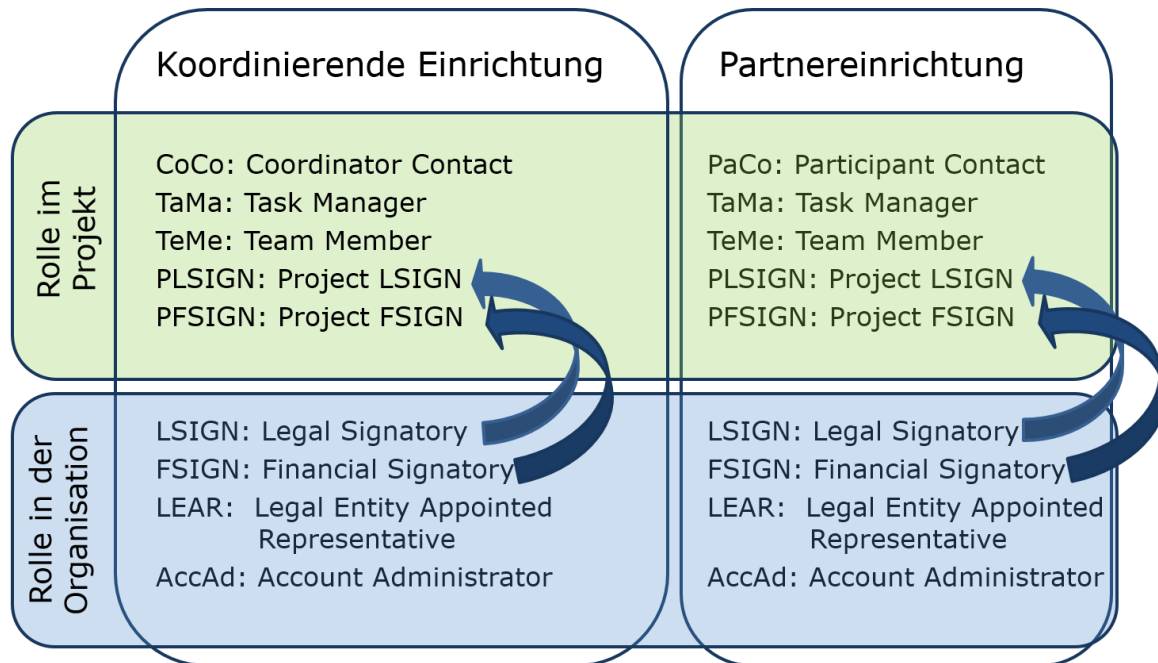 Koordinierende Einrichtung
Partnereinrichtung
Rolle im
Projekt
CoCo: Coordinator Contact
TaMa: Task Manager
TeMe: Team Member
PLSIGN: Project LSIGN
PFSIGN: Project FSIGN
PaCo: Participant Contact
TaMa: Task Manager
TeMe: Team Member
PLSIGN: Project LSIGN
PFSIGN: Project FSIGN
Rolle in der
Organisation
LSIGN: Legal Signatory
FSIGN: Financial Signatory
LEAR: Legal Entity Appointed
Representative
AccAd: Account Administrator
LSIGN: Legal Signatory
FSIGN: Financial Signatory
LEAR: Legal Entity Appointed
Representative
AccAd: Account Administrator